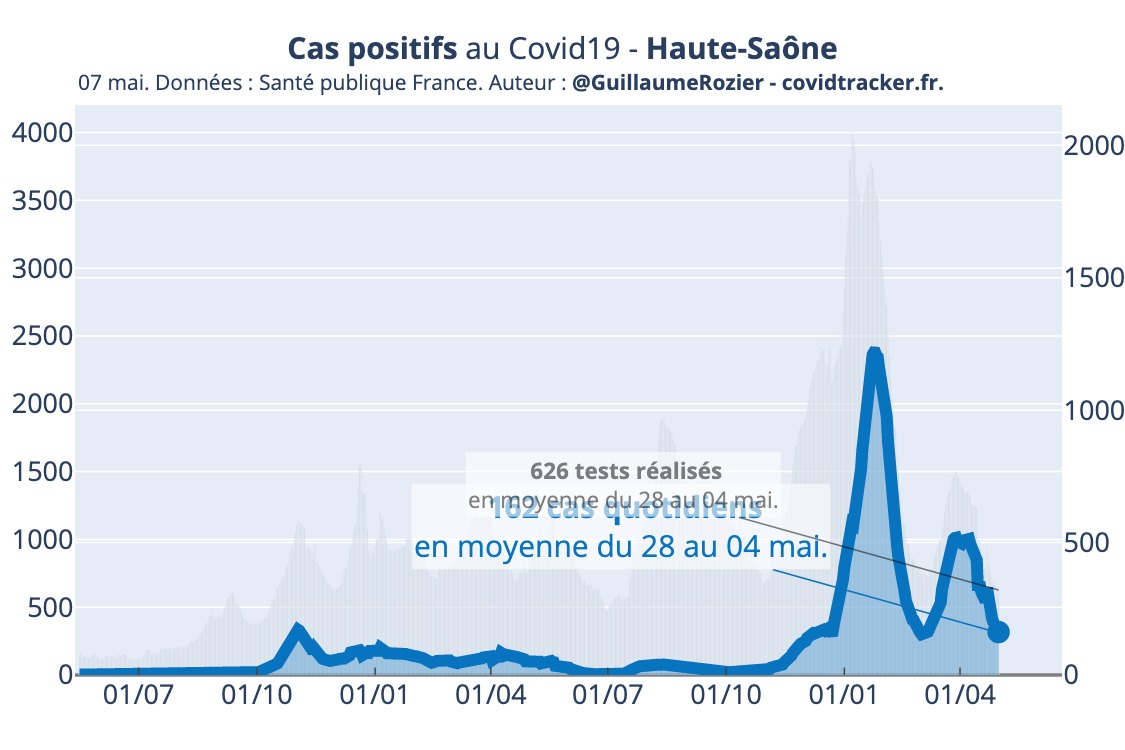 Cas positifs au Covid19 - Haute-Saône
07 mai. Données : Santé publique France. Auteur : @GuillaumeRozier - covidtracker.fr.
4000
3500
3000
2500
2000
1500
1000
500
0
2000
1500
1000
500
0
626 tests réalisés
en moyenne du 28 au 04 mai.
162 cas quotidiens
en moyenne du 28 au 04 mai.
01/07 01/10 01/01 01/04 01/07 01/10 01/01 01/04